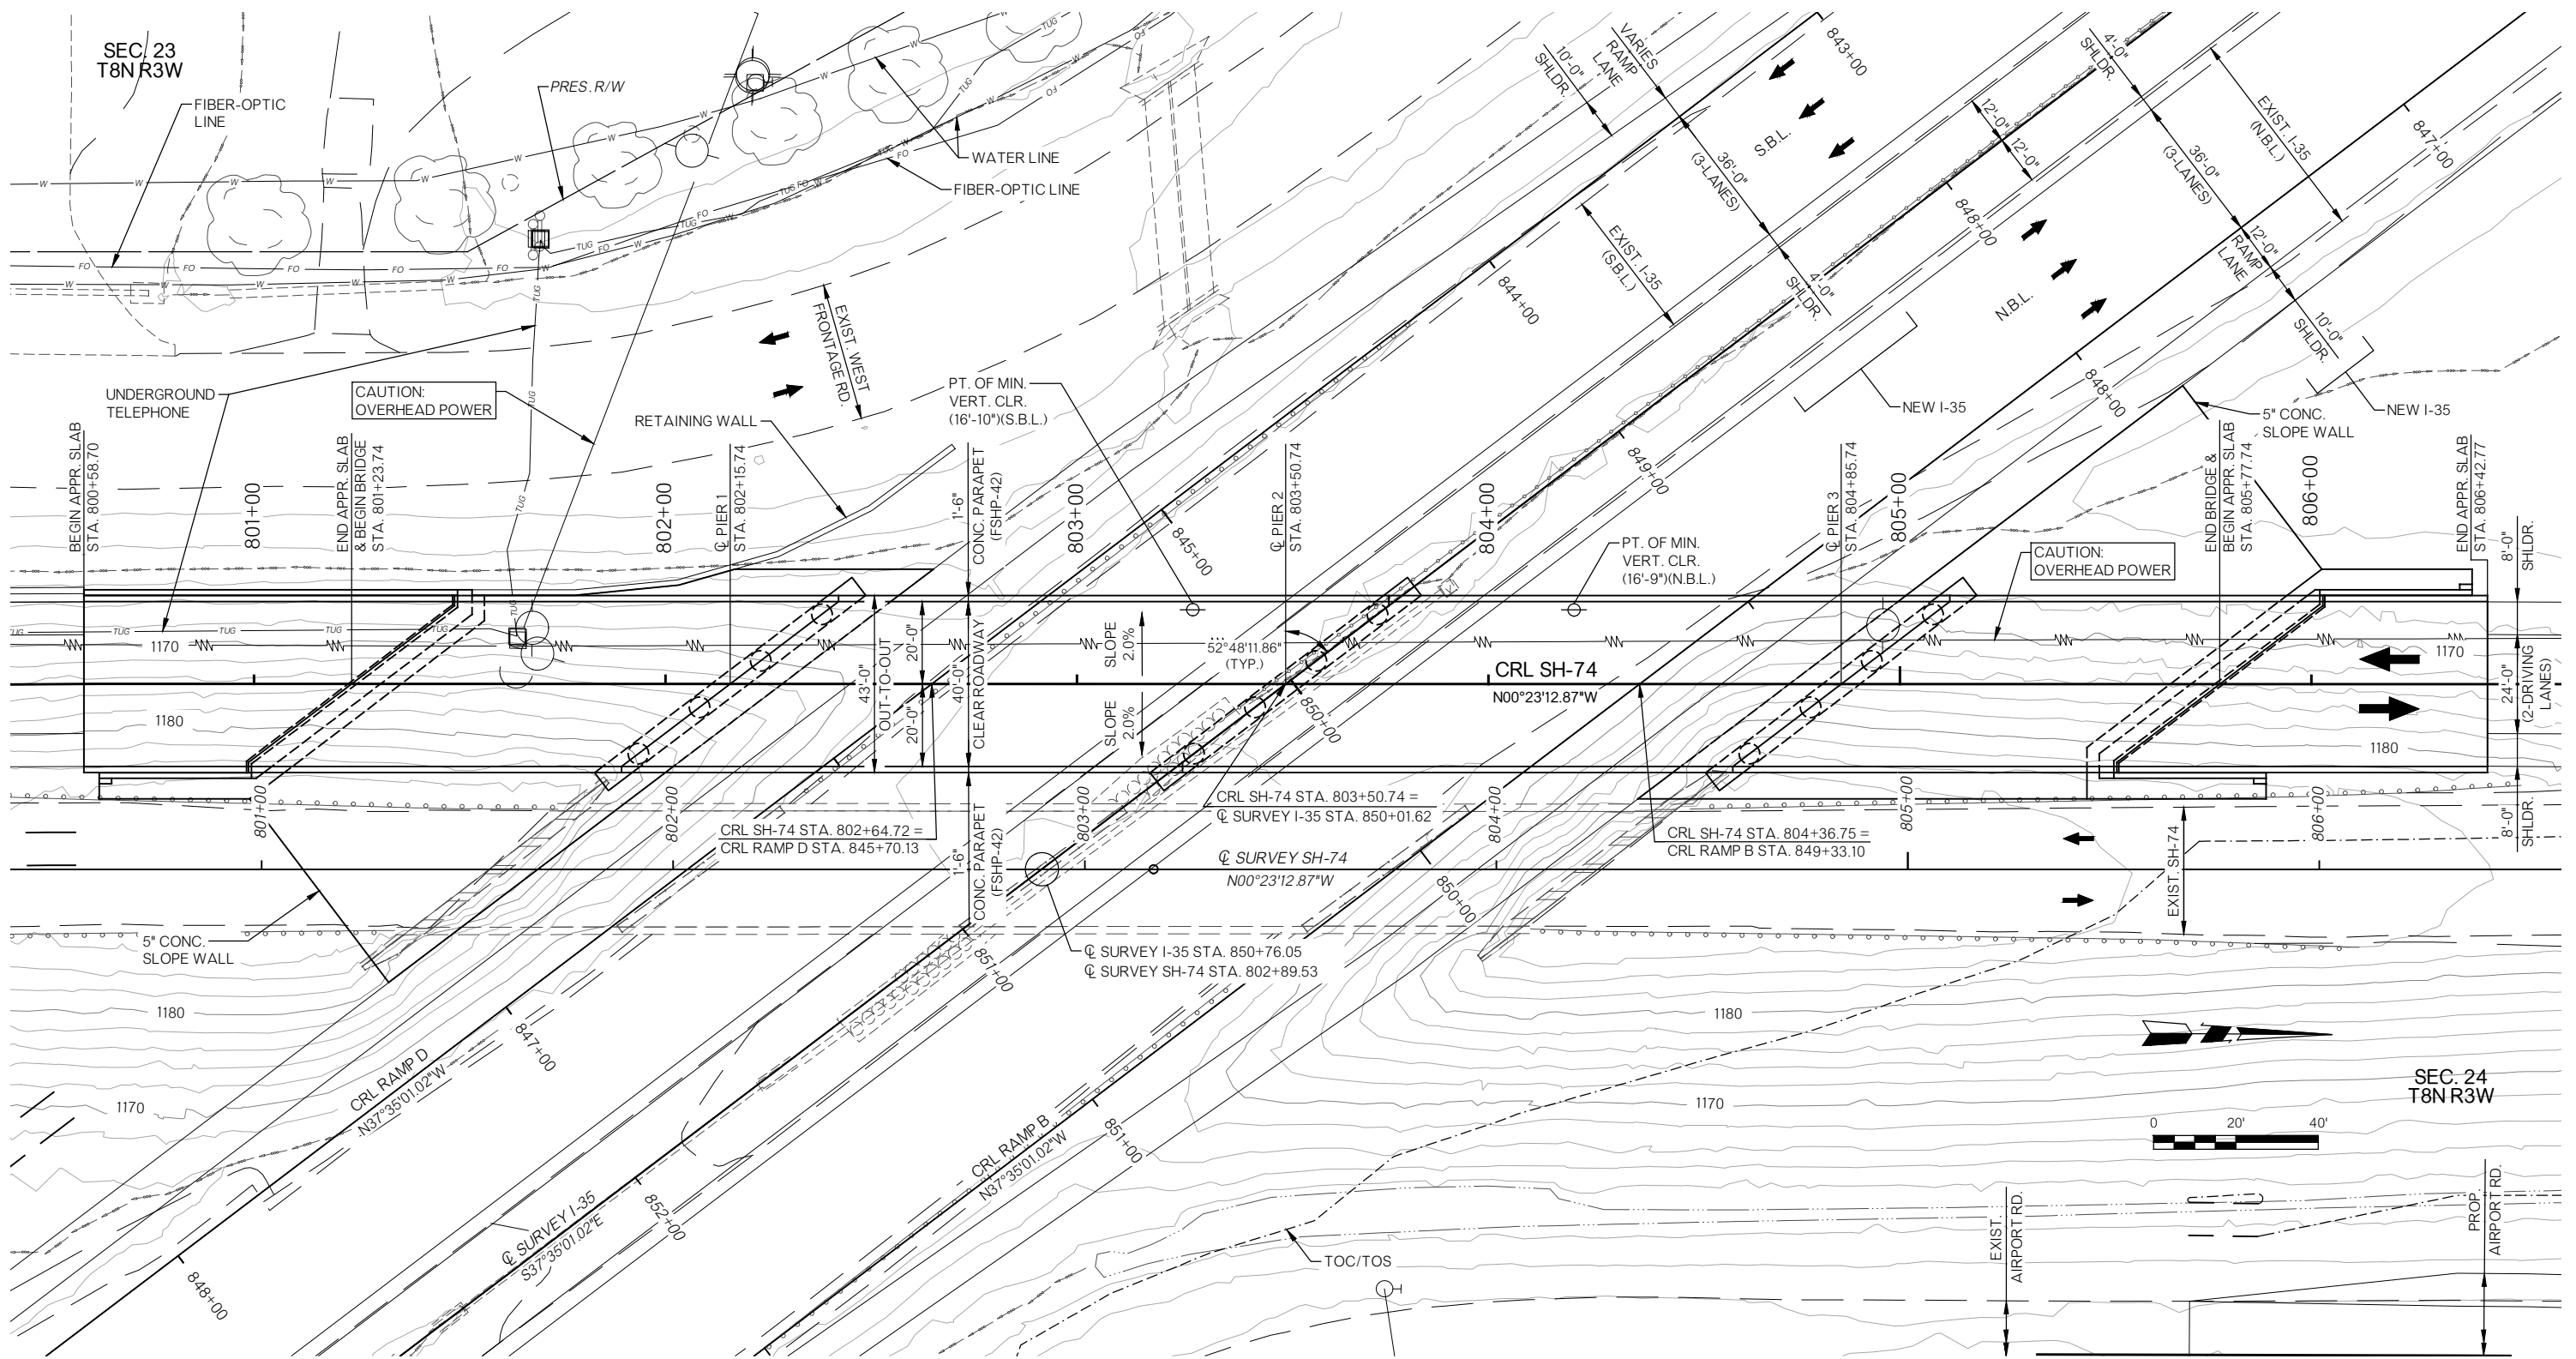 SEC. 23
T8N R3W
FIBER-OPTIC
LINE
PRES. R/W
WATER LINE
FIBER-OPTIC LINE
UNDERGROUND
TELEPHONE
CAUTION:
OVERHEAD POWER
EXIST. WEST
FRONTAGE RD.
RETAINING WALL
PT. OF MIN.
VERT. CLR.
(16'-10")(S.B.L.)
10'-0"
SHLDR.
VARIES
RAMP
LANE
36'-0"
(3-LANES)
4'-0"
SHLDR.
S.B.L.
843+00
EXIST. I-35
(S.B.L.)
844+00
12'-0"
12'-0"
848+00
4'-0"
SHLDR.
36'-0"
(3-LANES)
12'-0"
RAMP
LANE
10'-0"
SHLDR.
EXIST. I-35
(N.B.L.)
847+00
N.B.L.
848+00
NEW I-35
NEW I-35
5" CONC.
SLOPE WALL
BEGIN APPR. SLAB
STA. 800+58.70
801+00
END APPR. SLAB
& BEGIN BRIDGE
STA. 801+23.74
802+00
℄ PIER 1
STA. 802+15.74
1'-6"
CONC. PARAPET
(FSHP-42)
803+00
845+00
℄ PIER 2
STA. 803+50.74
804+00
849+00
PT. OF MIN.
VERT. CLR.
(16'-9")(N.B.L.)
℄ PIER 3
STA. 804+85.74
805+00
CAUTION:
OVERHEAD POWER
END BRIDGE &
BEGIN APPR. SLAB
STA. 805+77.74
806+00
END APPR. SLAB
STA. 806+42.77
8'-0"
SHLDR.
1170
43'-0"
OUT-TO-OUT
20'-0"
20'-0"
40'-0"
CLEAR ROADWAY
SLOPE
2.0%
SLOPE
2.0%
52°48'11.86"
(TYP.)
CRL SH-74
N00°23'12.87"W
1170
24'-0"
(2-DRIVING
LANES)
1180
1180
850+00
801+00
802+00
803+00
804+00
805+00
806+00
8'-0"
SHLDR.
CRL SH-74 STA. 802+64.72 =
CRL RAMP D STA. 845+70.13
1'-6"
CONC. PARAPET
(FSHP-42)
CRL SH-74 STA. 803+50.74 =
℄ SURVEY I-35 STA. 850+01.62
CRL SH-74 STA. 804+36.75 =
CRL RAMP B STA. 849+33.10
℄ SURVEY SH-74
N00°23'12.87"W
850+00
EXIST. SH-74
5" CONC.
SLOPE WALL
851+00
℄ SURVEY I-35 STA. 850+76.05
℄ SURVEY SH-74 STA. 802+89.53
1180
1180
CRL RAMP D
N37°35'01.02"W
847+00
1170
1170
SEC. 24
T8N R3W
0 20' 40'
CRL RAMP B
N37°35'01.02"W
851+00
℄ SURVEY I-35
S37°35'01.02"E
852+00
848+00
TOC/TOS
EXIST.
AIRPORT RD.
PROP.
AIRPORT RD.